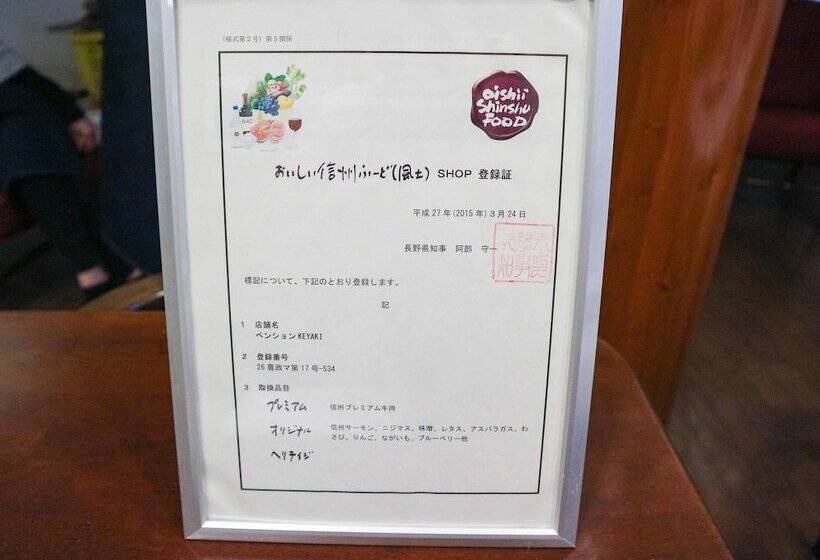 (様式第2号) 第5関係
oishii
Shinshu
FOOD
おいしい信州ふーど(風土) SHOP 登録証
平成 27年(2015年)3月24日
長野県知事 阿部 守一
標記について、下記のとおり登録します。
記
1 店舗名
ペンションKEYAKI
2 登録番号
26農政マ第17号-534
3 取扱品目
プレミアム 信州プレミアム牛肉
オリジナル 信州サーモン、ニジマス、味噌、レタス、アスパラガス、わ
さび、りんご、ながいも、ブルーベリー他
ヘリテイジ